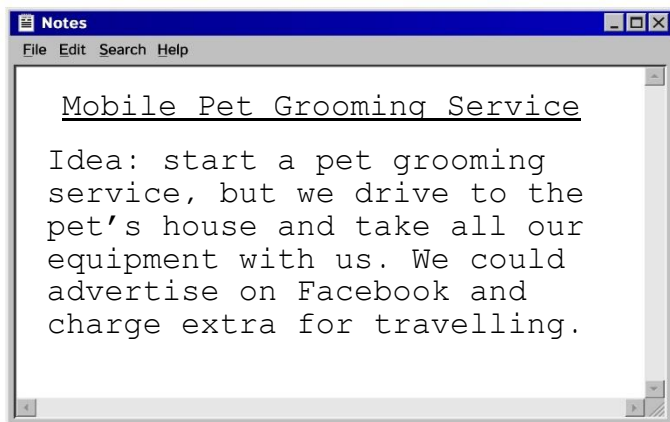 Notes
File Edit Search Help
Mobile Pet Grooming Service
Idea: start a pet grooming
service, but we drive to the
pet's house and take all our
equipment with us. We could
advertise on Facebook and
charge extra for travelling.